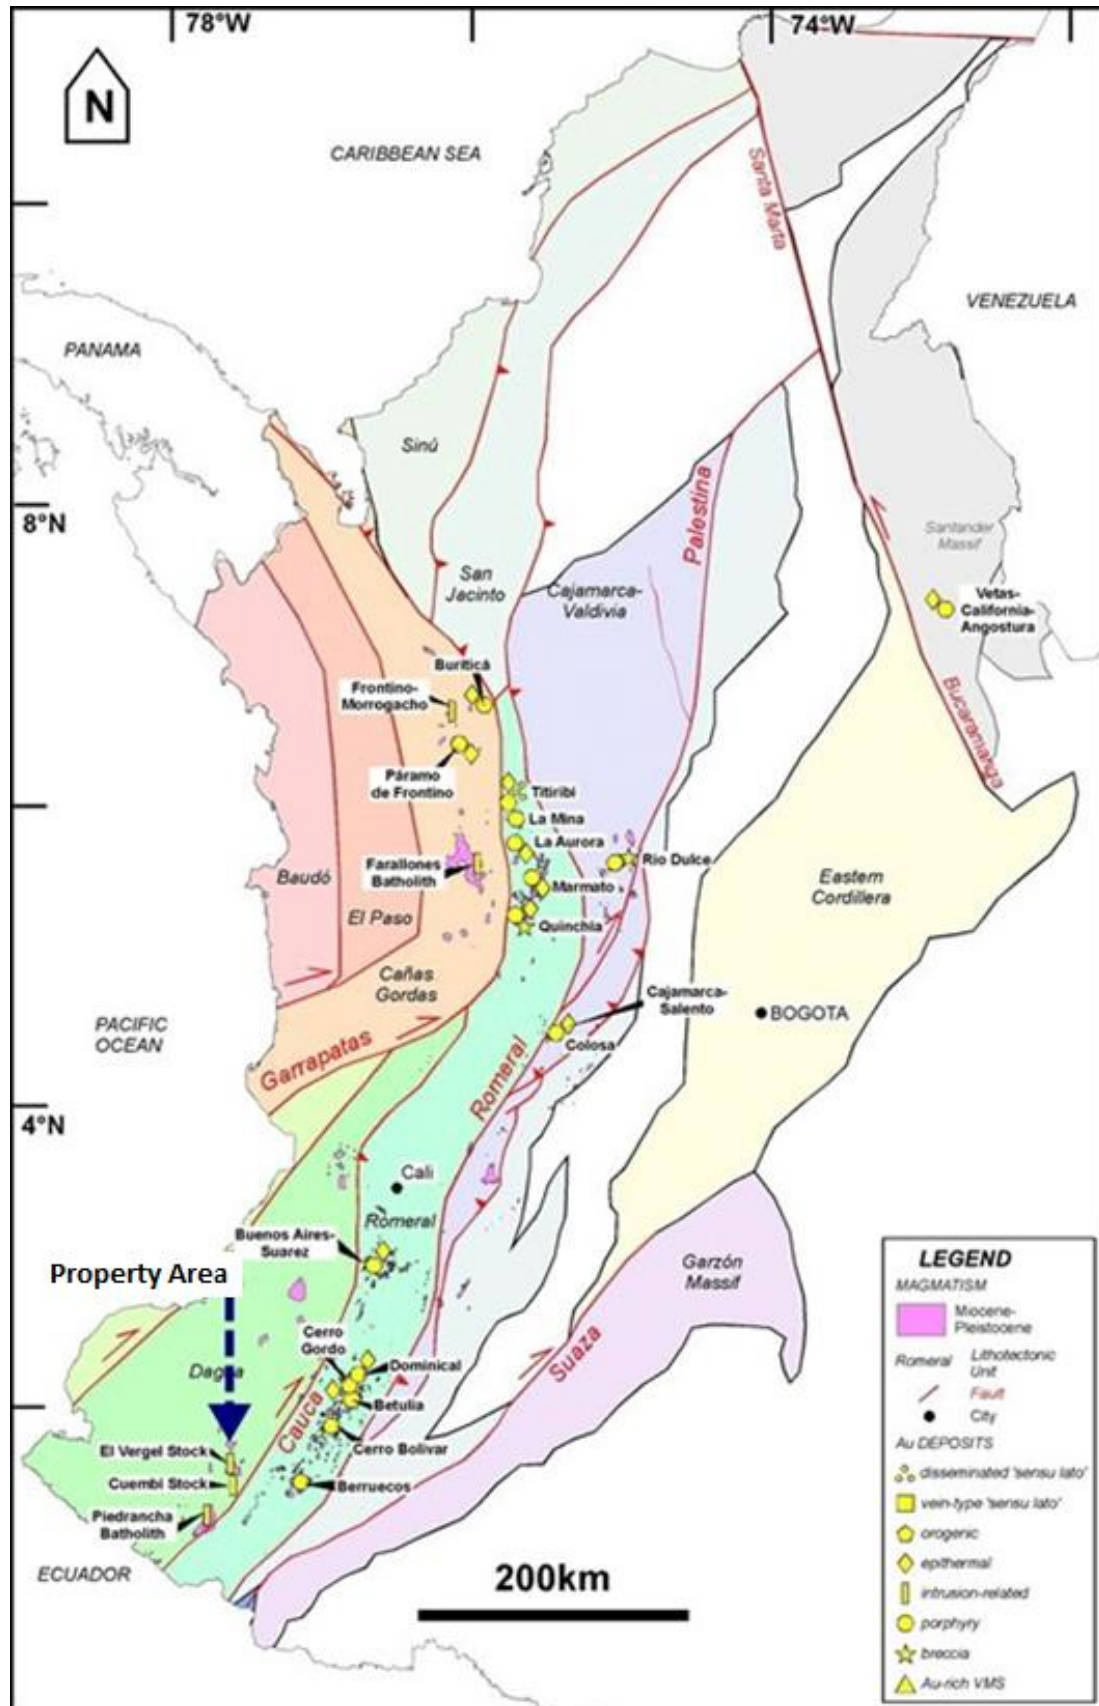 78°W
74°W
N
CARIBBEAN SEA
Santa Marta
VENEZUELA
PANAMA
Sinú
Palestina
8°N
Santander
Massif
San
Jacinto
Cajamarca-
Valdivia
Vetas-
California-
Angostura
Buriticá
Frontino-
Morrogacho
Bucaramanga
Páramo
de Frontino
Titiribi
La Mina
La Aurora
Rio Dulce
Farallones
Batholith
Baudó
Marmato
Eastern
Cordillera
El Paso
Quinchia
Cañas
Gordas
Cajamarca-
Salento
BOGOTA
PACIFIC
OCEAN
Colosa
Garrapatas
Romeral
4°N
Cali
Romeral
Buenos Aires-
Suarez
Garzón
Massif
Property Area
Cerro
Gordo
Suaza
Dominical
Dagua
Betulia
Cauca
El Vergel Stock
Cerro Bolivar
Cuembi Stock
Berruecos
Piedrancha
Batholith
ECUADOR
200km
LEGEND
MAGMATISM
Miocene-
Pleistocene
Romeral Lithotectonic
Unit
Fault
City
Au DEPOSITS
disseminated 'sensu lato'
vein-type 'sensu lato'
orogenic
epithermal
intrusion-related
porphyry
breccia
Au-rich VMS